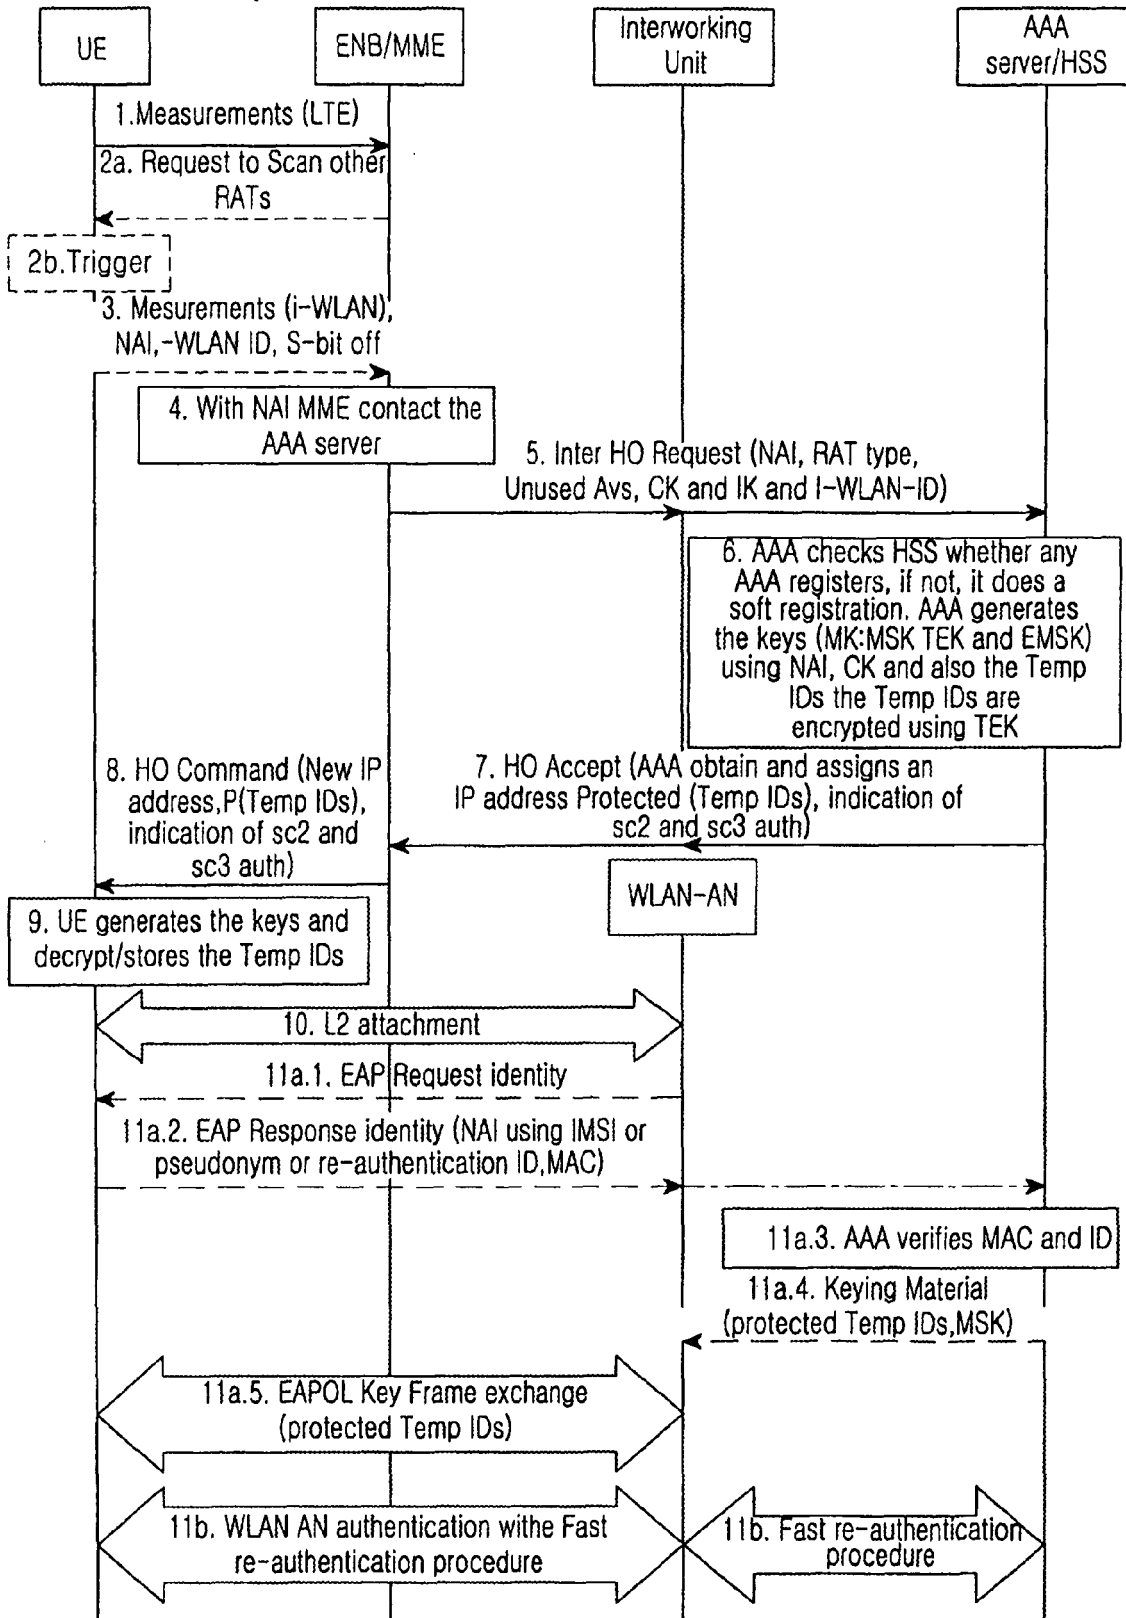 UE
ENB/MME
Interworking
Unit
AAA
server/HSS
1.Measurements (LTE)
2a. Request to Scan other
RATs
2b.Trigger
3. Mesurements (i-WLAN),
NAI,-WLAN ID, S-bit off
4. With NAI MME contact the
AAA server
5. Inter HO Request (NAI, RAT type,
Unused Avs, CK and IK and I-WLAN-ID)
6. AAA checks HSS whether any
AAA registers, if not, it does a
soft registration. AAA generates
the keys (MK:MSK TEK and EMSK)
using NAI, CK and also the Temp
IDs the Temp IDs are
encrypted using TEK
7. HO Accept (AAA obtain and assigns an
IP address Protected (Temp IDs), indication of
sc2 and sc3 auth)
8. HO Command (New IP
address,P(Temp IDs),
indication of sc2 and
sc3 auth)
WLAN-AN
9. UE generates the keys and
decrypt/stores the Temp IDs
10. L2 attachment
11a.1. EAP Request identity
11a.2. EAP Response identity (NAI using IMSI or
pseudonym or re-authentication ID,MAC)
11a.3. AAA verifies MAC and ID
11a.4. Keying Material
(protected Temp IDs,MSK)
11a.5. EAPOL Key Frame exchange
(protected Temp IDs)
11b. WLAN AN authentication withe Fast
re-authentication procedure
11b. Fast re-authentication
procedure